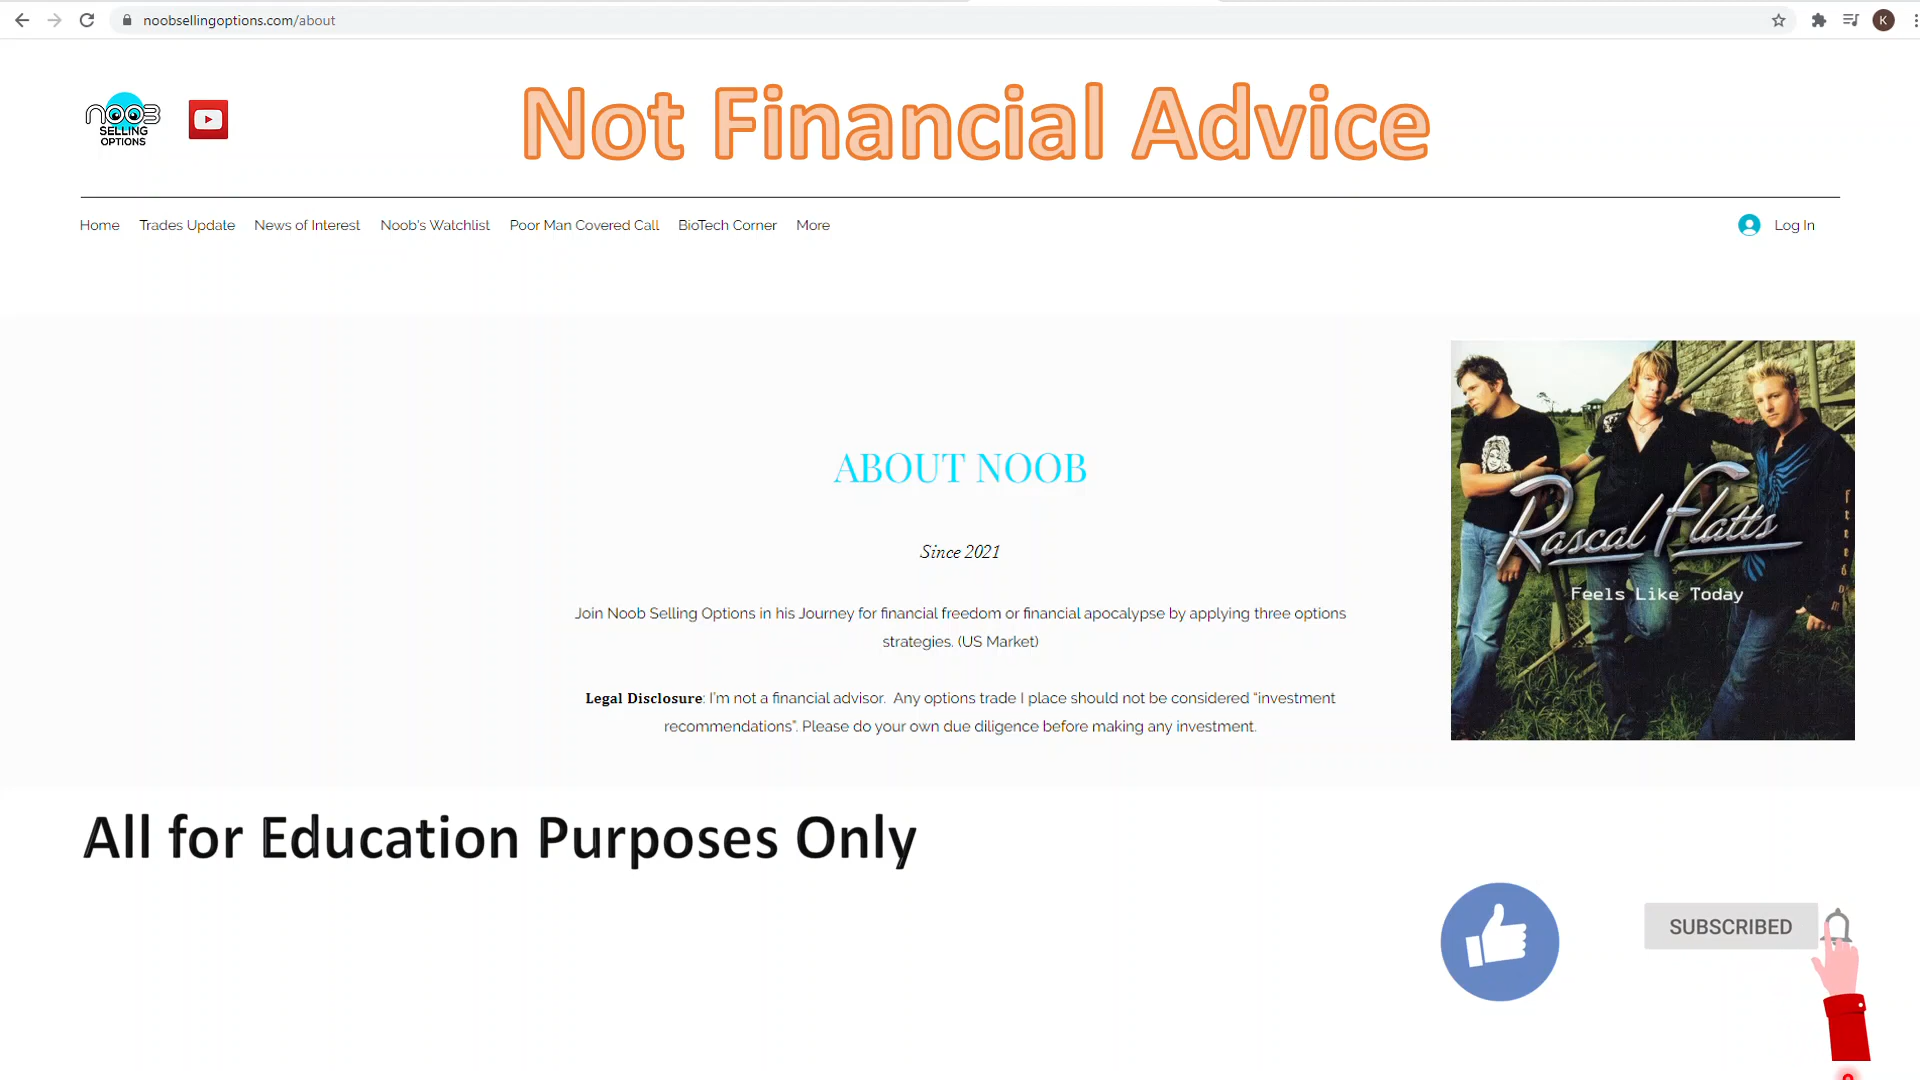 noobsellingoptions.com/about
K
noob
SELLING
OPTIONS
Not Financial Advice
Home Trades Update News of Interest Noob's Watchlist Poor Man Covered Call BioTech Corner More Log In
ABOUT NOOB
Since 2021
Join Noob Selling Options in his Journey for financial freedom or financial apocalypse by applying three options
strategies. (US Market)
Legal Disclosure: I'm not a financial advisor. Any options trade I place should not be considered “investment
recommendations”. Please do your own due diligence before making any investment.
Rascal Flatts
Feels Like Today
freedom
All for Education Purposes Only
SUBSCRIBED